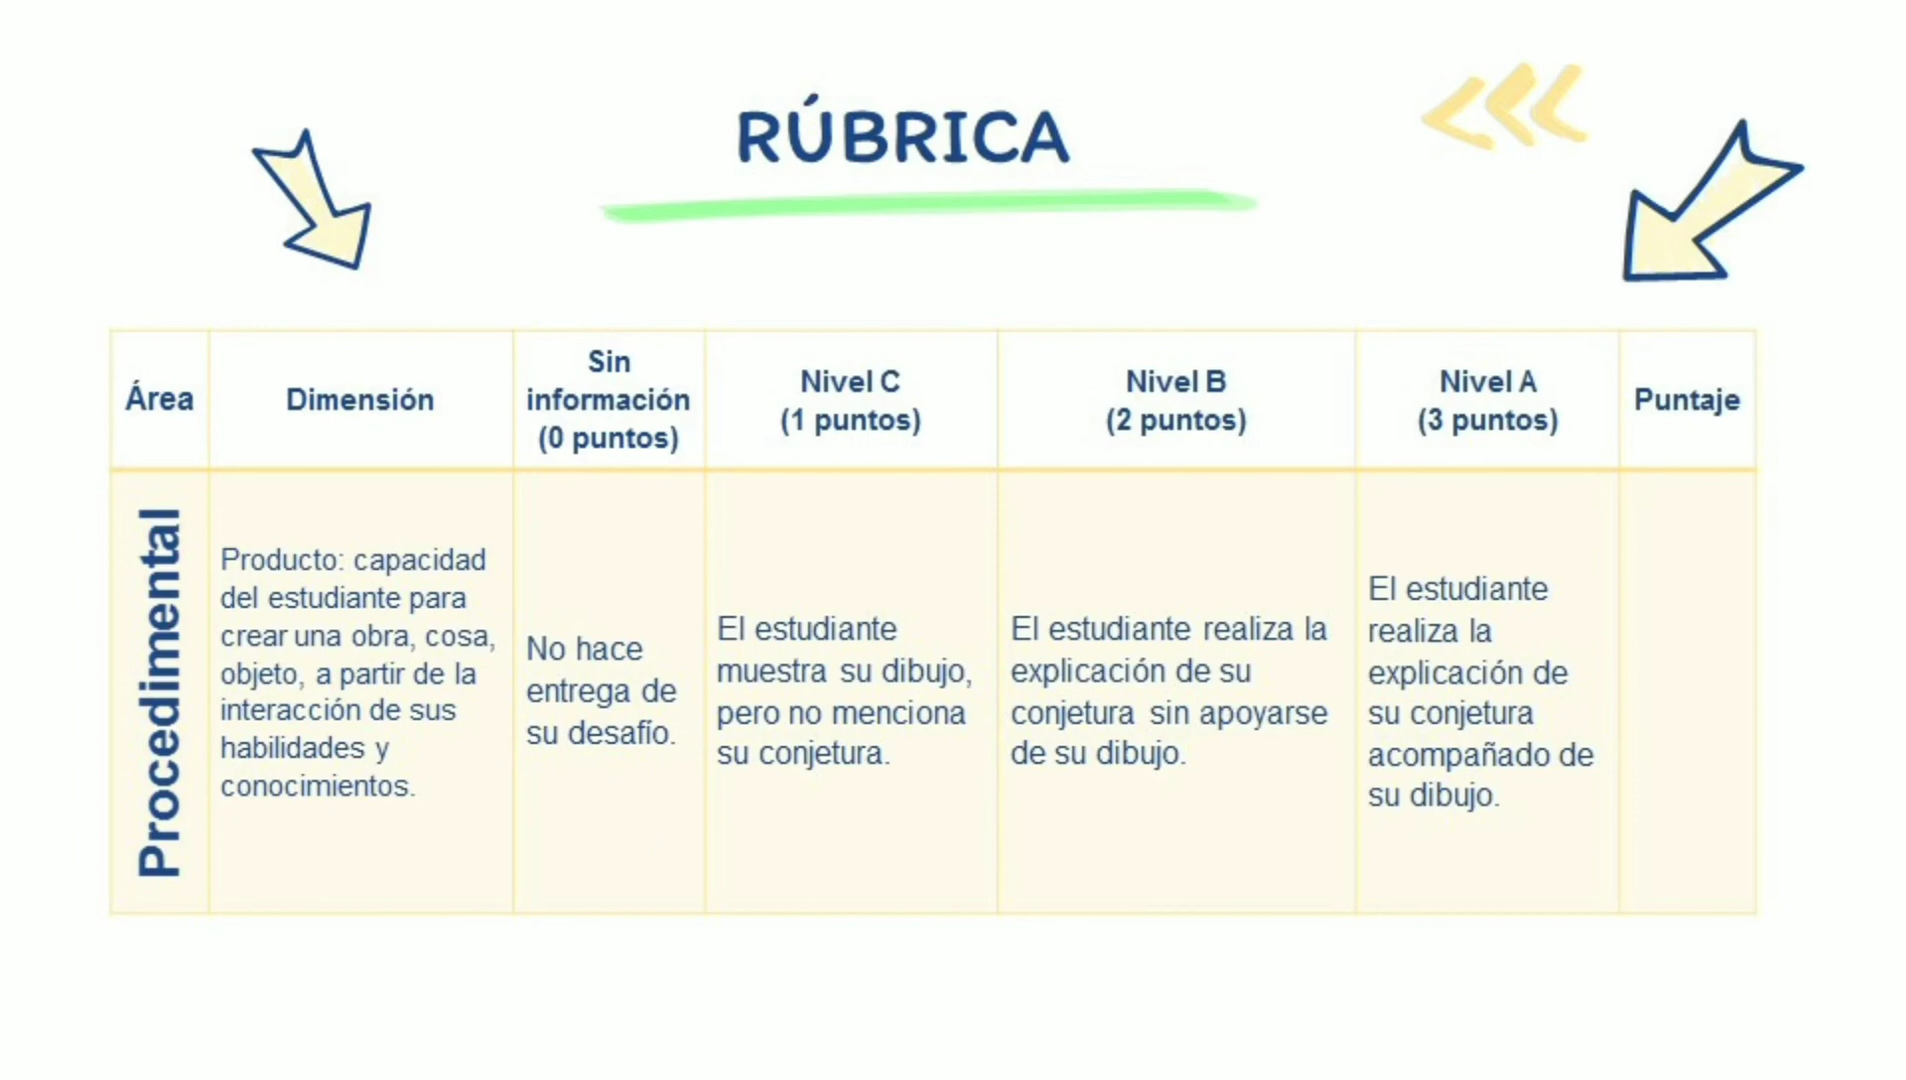 RÚBRICA
Área
Dimensión
Sin
información
(0 puntos)
Nivel C
(1 puntos)
Nivel B
(2 puntos)
Nivel A
(3 puntos)
Puntaje
Procedimental
Producto: capacidad
del estudiante para
crear una obra, cosa,
objeto, a partir de la
interacción de sus
habilidades y
conocimientos.
No hace
entrega de
su desafío.
El estudiante
muestra su dibujo,
pero no menciona
su conjetura.
El estudiante realiza la
explicación de su
conjetura sin apoyarse
de su dibujo.
El estudiante
realiza la
explicación de
su conjetura
acompañado de
su dibujo.